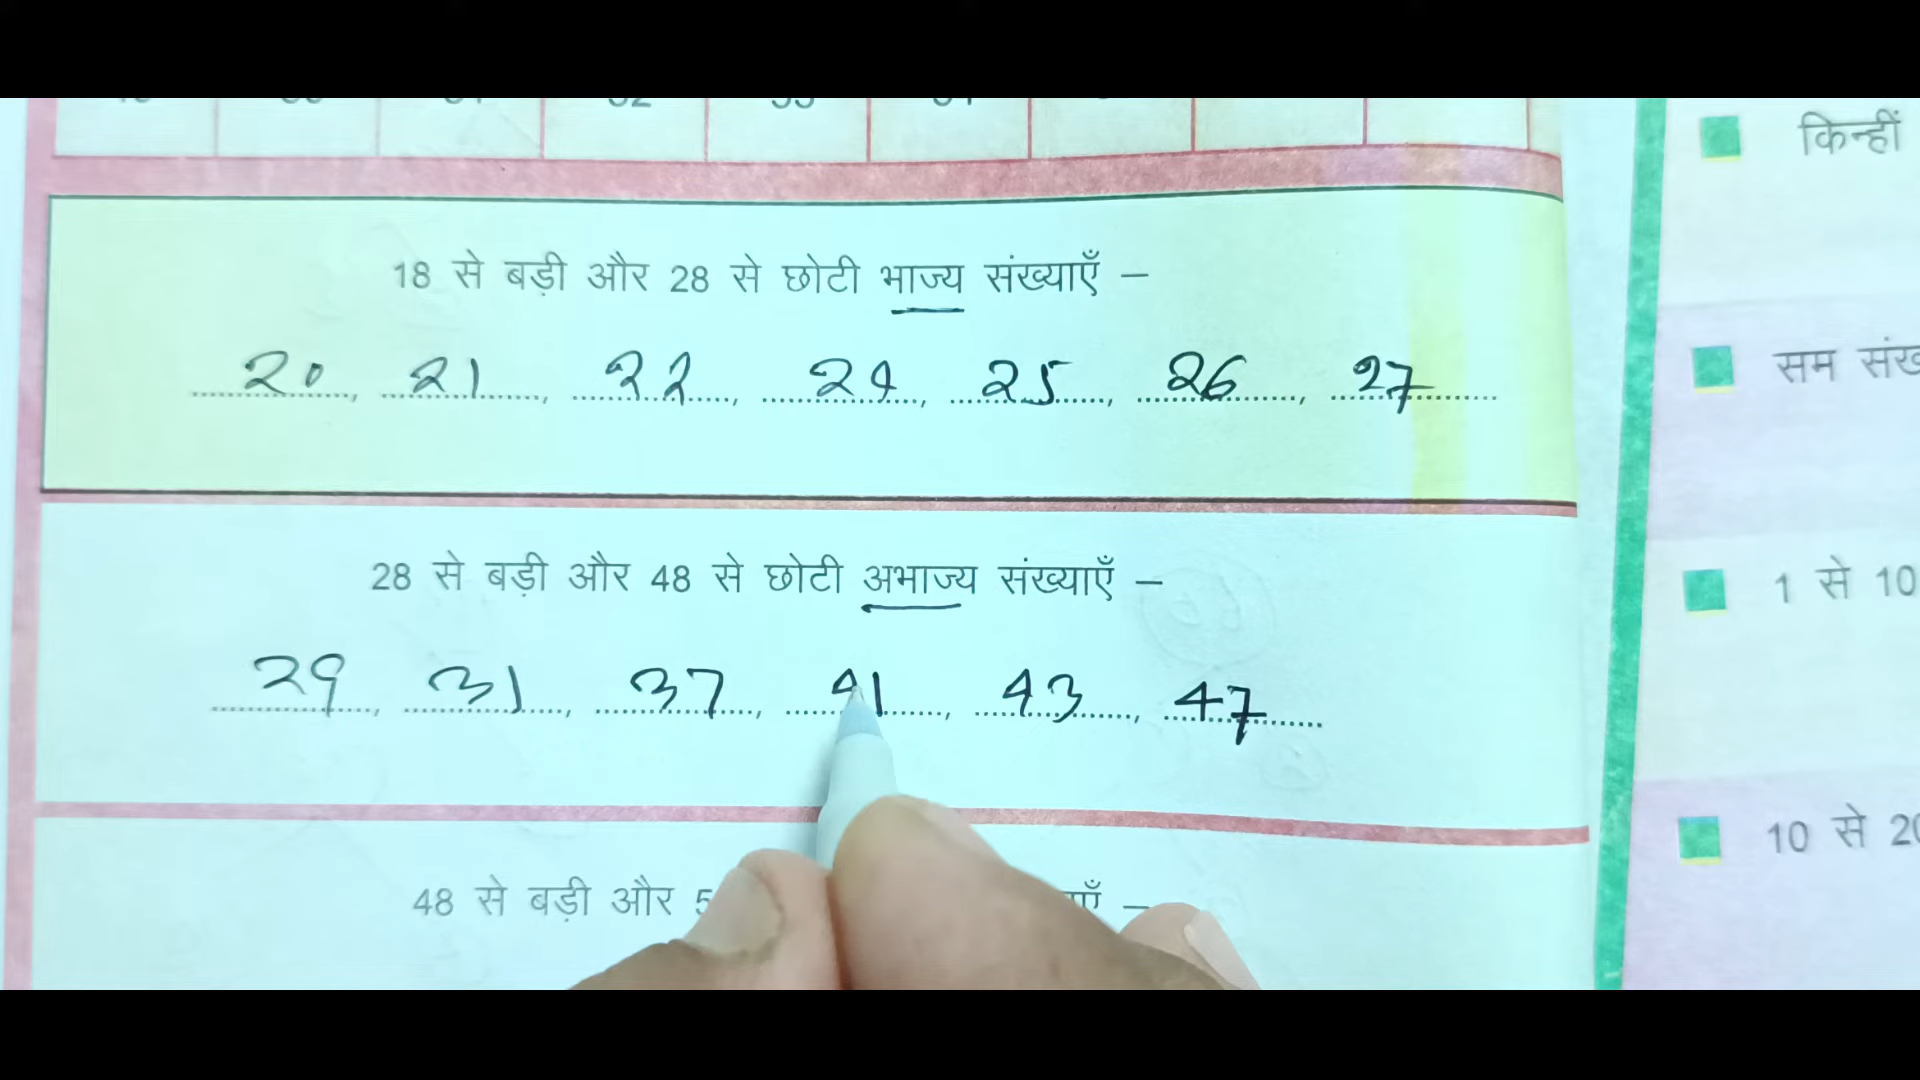 18 से बड़ी और 28 से छोटी भाज्य संख्याएँ –
20, 21, 22, 24, 25, 26, 27
28 से बड़ी और 48 से छोटी अभाज्य संख्याएँ –
29, 31, 37, 41, 43, 47
48 से बड़ी और
किन्हीं
सम
1 से 10
10 से